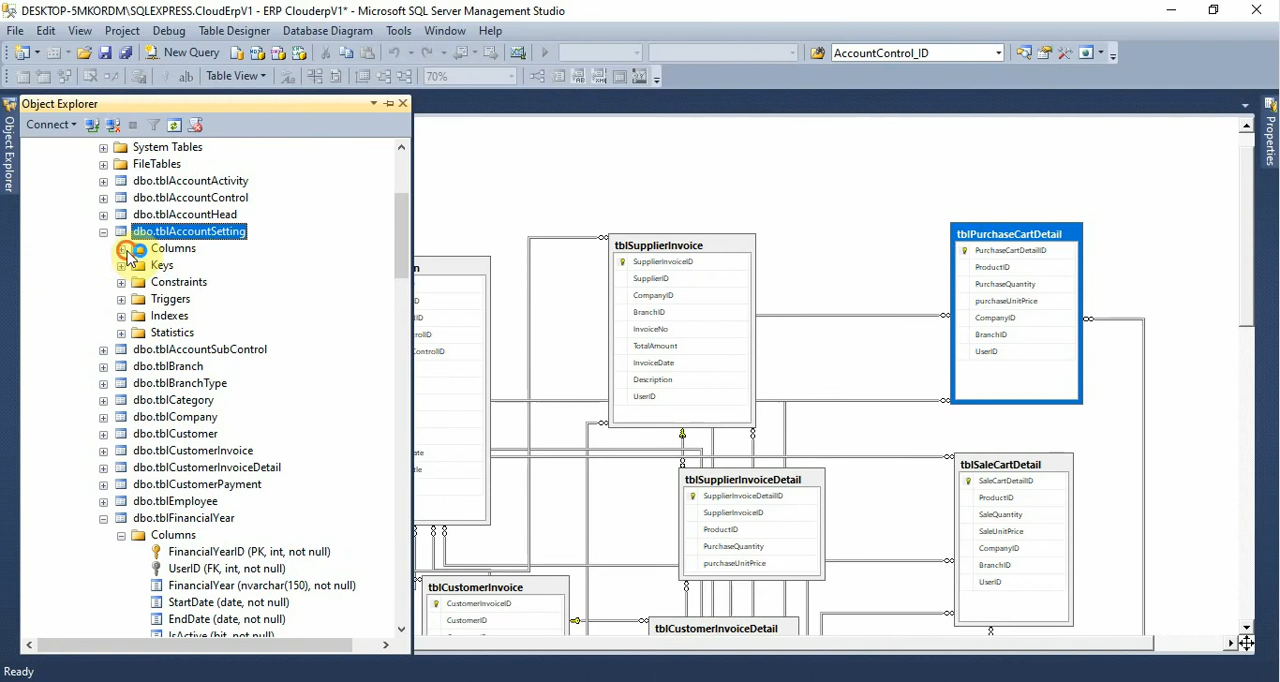 DESKTOP-5MKORDM\SQLEXPRESS.CloudErpV1 - ERP ClouderpV1* - Microsoft SQL Server Management Studio
File Edit View Project Debug Table Designer Database Diagram Tools Window Help
New Query
AccountControl_ID
Table View
70%
Object Explorer
Object Explorer
Properties
Connect
System Tables
FileTables
dbo.tblAccountActivity
dbo.tblAccountControl
dbo.tblAccountHead
dbo.tblAccountSetting
Columns
Keys
Constraints
Triggers
Indexes
Statistics
dbo.tblAccountSubControl
dbo.tblBranch
dbo.tblBranchType
dbo.tblCategory
dbo.tblCompany
dbo.tblCustomer
dbo.tblCustomerInvoice
dbo.tblCustomerInvoiceDetail
dbo.tblCustomerPayment
dbo.tblEmployee
dbo.tblFinancialYear
Columns
FinancialYearID (PK, int, not null)
UserID (FK, int, not null)
FinancialYear (nvarchar(150), not null)
StartDate (date, not null)
EndDate (date, not null)
IsActive (bit, not null)
tblSupplierInvoice
SupplierInvoiceID
SupplierID
CompanyID
BranchID
InvoiceNo
TotalAmount
InvoiceDate
Description
UserID
tblPurchaseCartDetail
PurchaseCartDetailID
ProductID
PurchaseQuantity
purchaseUnitPrice
CompanyID
BranchID
UserID
tblSupplierInvoiceDetail
SupplierInvoiceDetailID
SupplierInvoiceID
ProductID
PurchaseQuantity
purchaseUnitPrice
tblSaleCartDetail
SaleCartDetailID
ProductID
SaleQuantity
SaleUnitPrice
CompanyID
BranchID
UserID
tblCustomerInvoice
CustomerInvoiceID
CustomerID
tblCustomerInvoiceDetail
Ready